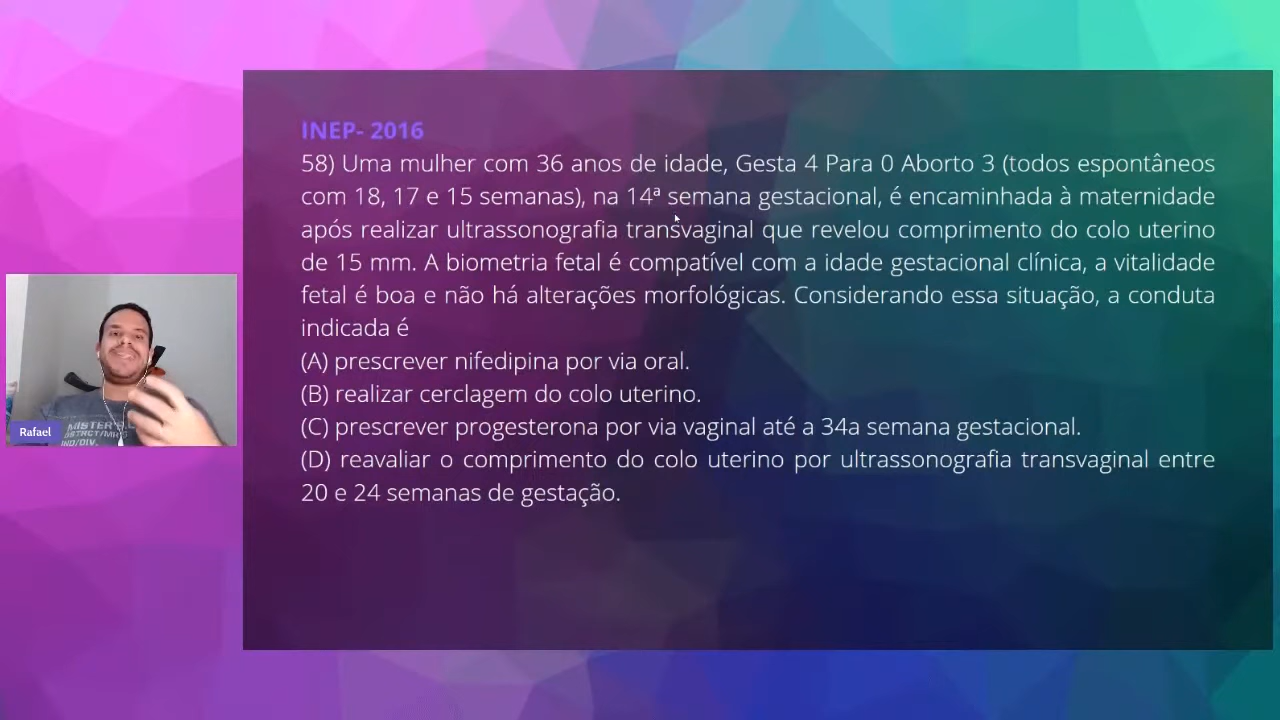 INEP- 2016
58) Uma mulher com 36 anos de idade, Gesta 4 Para 0 Aborto 3 (todos espontâneos
com 18, 17 e 15 semanas), na 14ª semana gestacional, é encaminhada à maternidade
após realizar ultrassonografia transvaginal que revelou comprimento do colo uterino
de 15 mm. A biometria fetal é compatível com a idade gestacional clínica, a vitalidade
fetal é boa e não há alterações morfológicas. Considerando essa situação, a conduta
indicada é
(A) prescrever nifedipina por via oral.
(B) realizar cerclagem do colo uterino.
(C) prescrever progesterona por via vaginal até a 34a semana gestacional.
(D) reavaliar o comprimento do colo uterino por ultrassonografia transvaginal entre
20 e 24 semanas de gestação.
Rafael